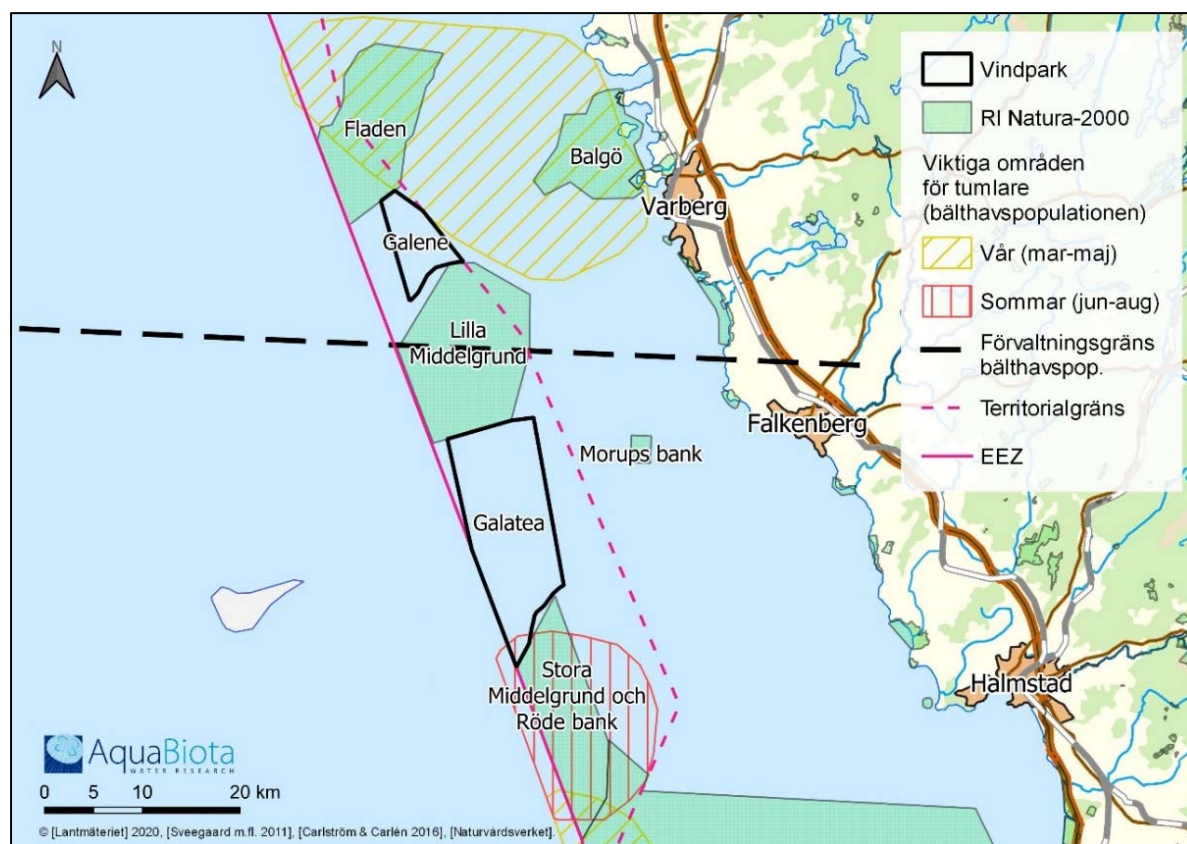 N
Fladen
Balgö
Varberg
Galene
Lilla
Middelgrund
Falkenberg
Morups bank
Galatea
Stora
Middelgrund och
Röde bank
Halmstad
Vindpark
RI Natura-2000
Viktiga områden
för tumlare
(bälthavspopulationen)
Vår (mar-maj)
Sommar (jun-aug)
Förvaltningsgräns
bälthavspop.
Territorialgräns
EEZ
AquaBiota
WATER RESEARCH
0 5 10 20 km
© [Lantmäteriet] 2020, [Sveegaard m.fl. 2011], [Carlström & Carlén 2016], [Naturvårdsverket].